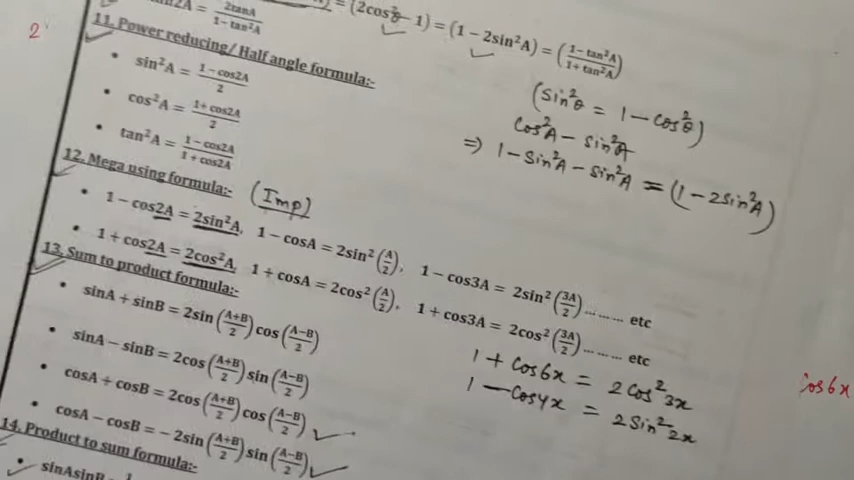 sin2A = 2tanA/(1−tan²A)
= (2cos²θ − 1) = (1 − 2sin²A) = ((1−tan²A)/(1+tan²A))
2
11. Power reducing/ Half angle formula:-
• sin²A = (1−cos2A)/2
• cos²A = (1+cos2A)/2
• tan²A = (1−cos2A)/(1+cos2A)
(sin²θ = 1 − cos²θ)
cos²A − sin²A
⇒ 1 − sin²A − sin²A = (1 − 2sin²A)
12. Mega using formula:- (Imp)
• 1 − cos2A = 2sin²A, 1 − cosA = 2sin²(A/2), 1 − cos3A = 2sin²(3A/2) ……… etc
• 1 + cos2A = 2cos²A, 1 + cosA = 2cos²(A/2), 1 + cos3A = 2cos²(3A/2) ……… etc
1 + cos6x = 2cos²3x
1 − cos4x = 2sin²2x
cos6x
13. Sum to product formula:-
• sinA + sinB = 2sin((A+B)/2) cos((A−B)/2)
• sinA − sinB = 2cos((A+B)/2) sin((A−B)/2)
• cosA + cosB = 2cos((A+B)/2) cos((A−B)/2)
• cosA − cosB = −2sin((A+B)/2) sin((A−B)/2)
14. Product to sum formula:-
• sinAsinB =